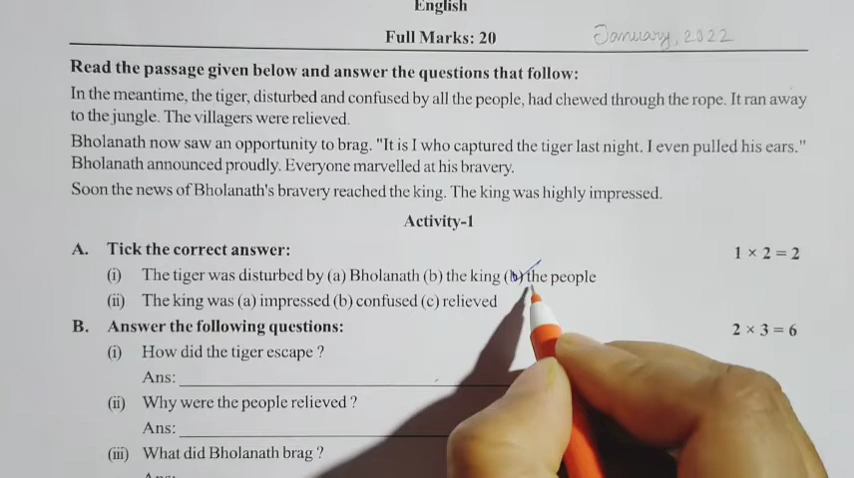 English
Full Marks: 20
January, 2022
Read the passage given below and answer the questions that follow:
In the meantime, the tiger, disturbed and confused by all the people, had chewed through the rope. It ran away
to the jungle. The villagers were relieved.
Bholanath now saw an opportunity to brag. "It is I who captured the tiger last night. I even pulled his ears."
Bholanath announced proudly. Everyone marvelled at his bravery.
Soon the news of Bholanath's bravery reached the king. The king was highly impressed.
Activity-1
A. Tick the correct answer: 1 × 2 = 2
(i) The tiger was disturbed by (a) Bholanath (b) the king (b) the people
(ii) The king was (a) impressed (b) confused (c) relieved
B. Answer the following questions: 2 × 3 = 6
(i) How did the tiger escape ?
Ans:
(ii) Why were the people relieved ?
Ans:
(iii) What did Bholanath brag ?